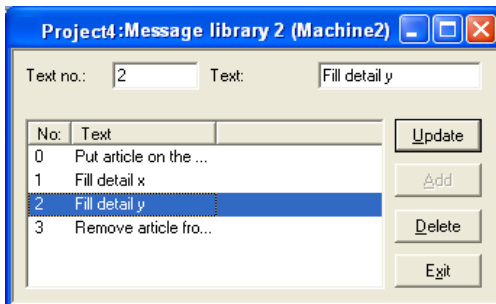 Project4:Message library 2 (Machine2)
Text no.: 2 Text: Fill detail y
No: Text
0 Put article on the ...
1 Fill detail x
2 Fill detail y
3 Remove article fro...
Update
Add
Delete
Exit